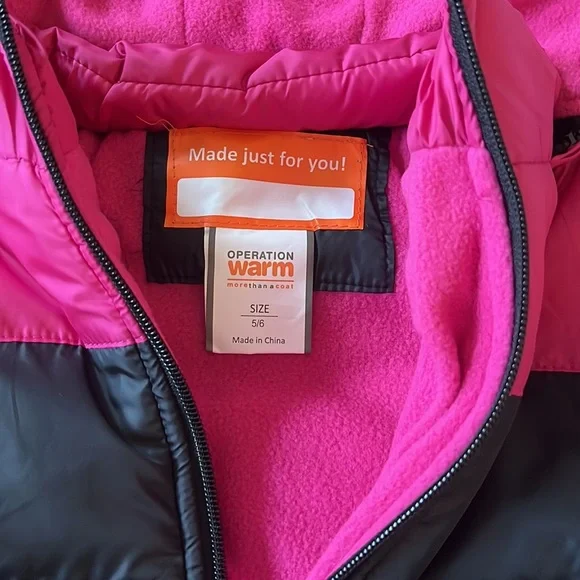 Made just for you!
OPERATION
warm
more than a coat
SIZE
5/6
Made in China